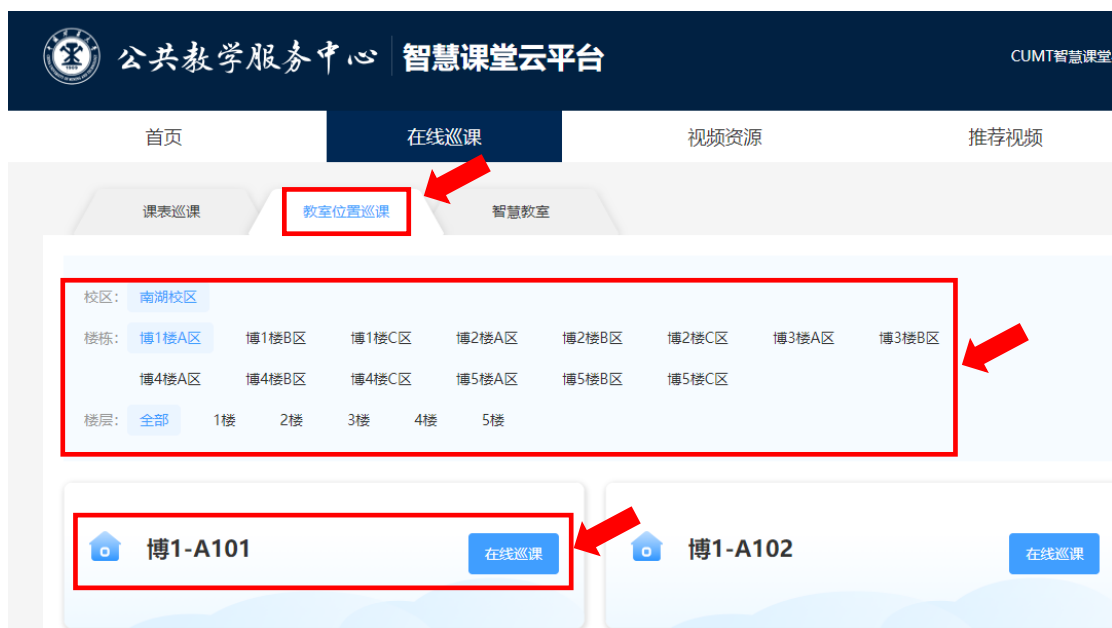 公共教学服务中心 智慧课堂云平台
CUMT智慧课堂
首页 在线巡课 视频资源 推荐视频
课表巡课 教室位置巡课 智慧教室
校区: 南湖校区
楼栋: 博1楼A区 博1楼B区 博1楼C区 博2楼A区 博2楼B区 博2楼C区 博3楼A区 博3楼B区
博4楼A区 博4楼B区 博4楼C区 博5楼A区 博5楼B区 博5楼C区
楼层: 全部 1楼 2楼 3楼 4楼 5楼
博1-A101 在线巡课 博1-A102 在线巡课